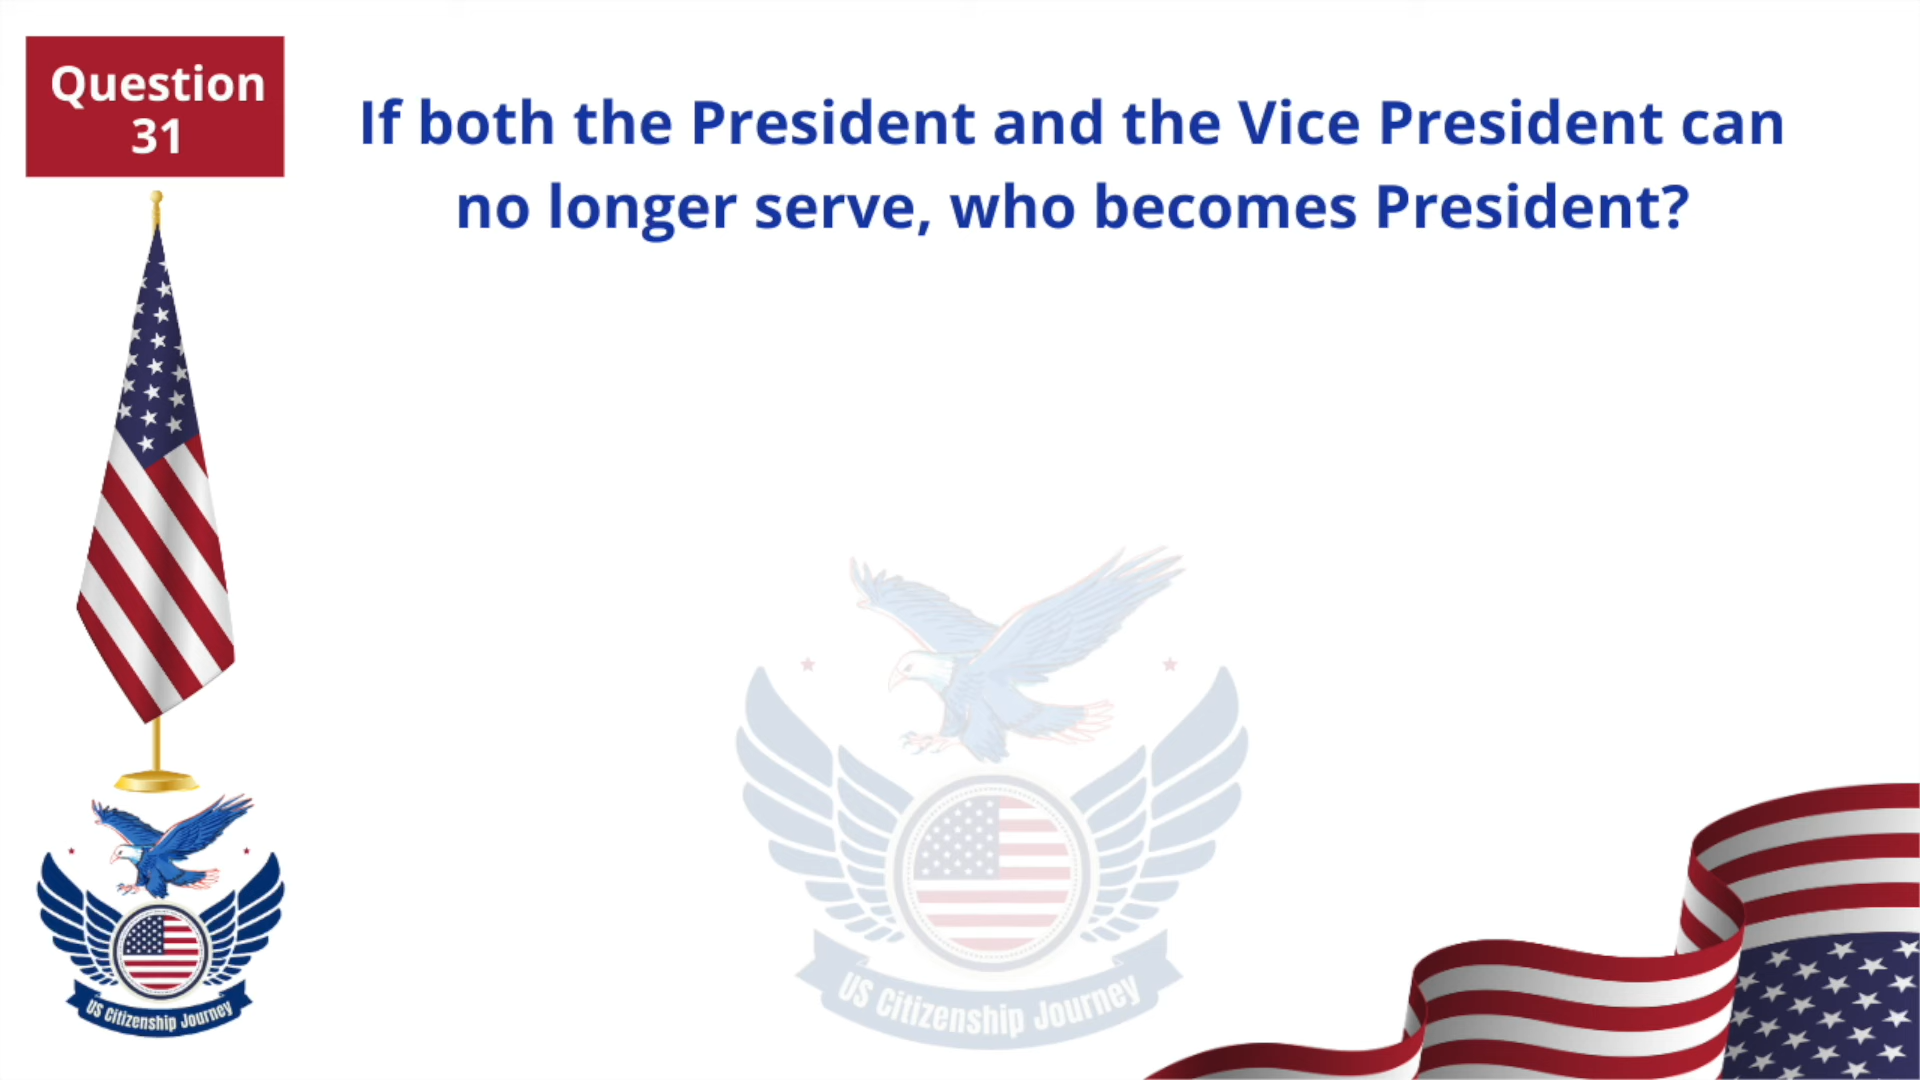 Question
31
If both the President and the Vice President can
no longer serve, who becomes President?
US Citizenship Journey
US Citizenship Journey